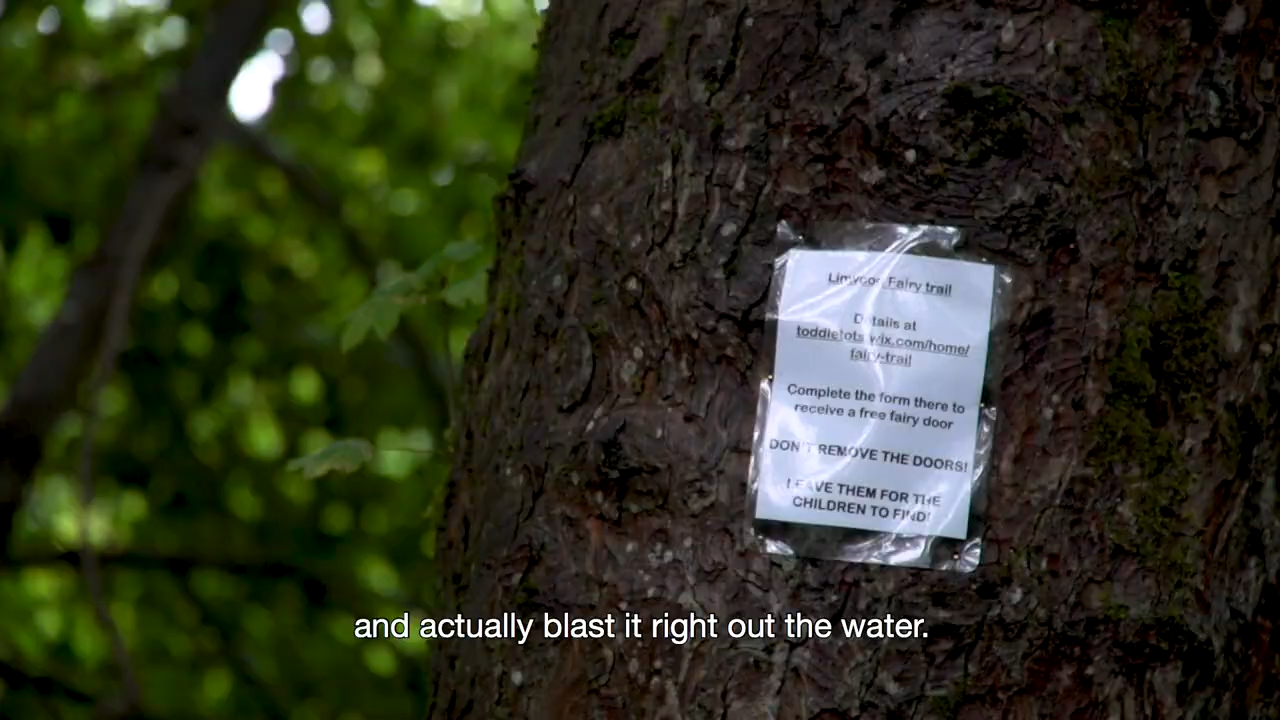 Fairy trail
Details at
toddletots.wix.com/home/
fairy-trail
Complete the form there to
receive a free fairy door
DON'T REMOVE THE DOORS!
LEAVE THEM FOR THE
CHILDREN TO FIND!
and actually blast it right out the water.